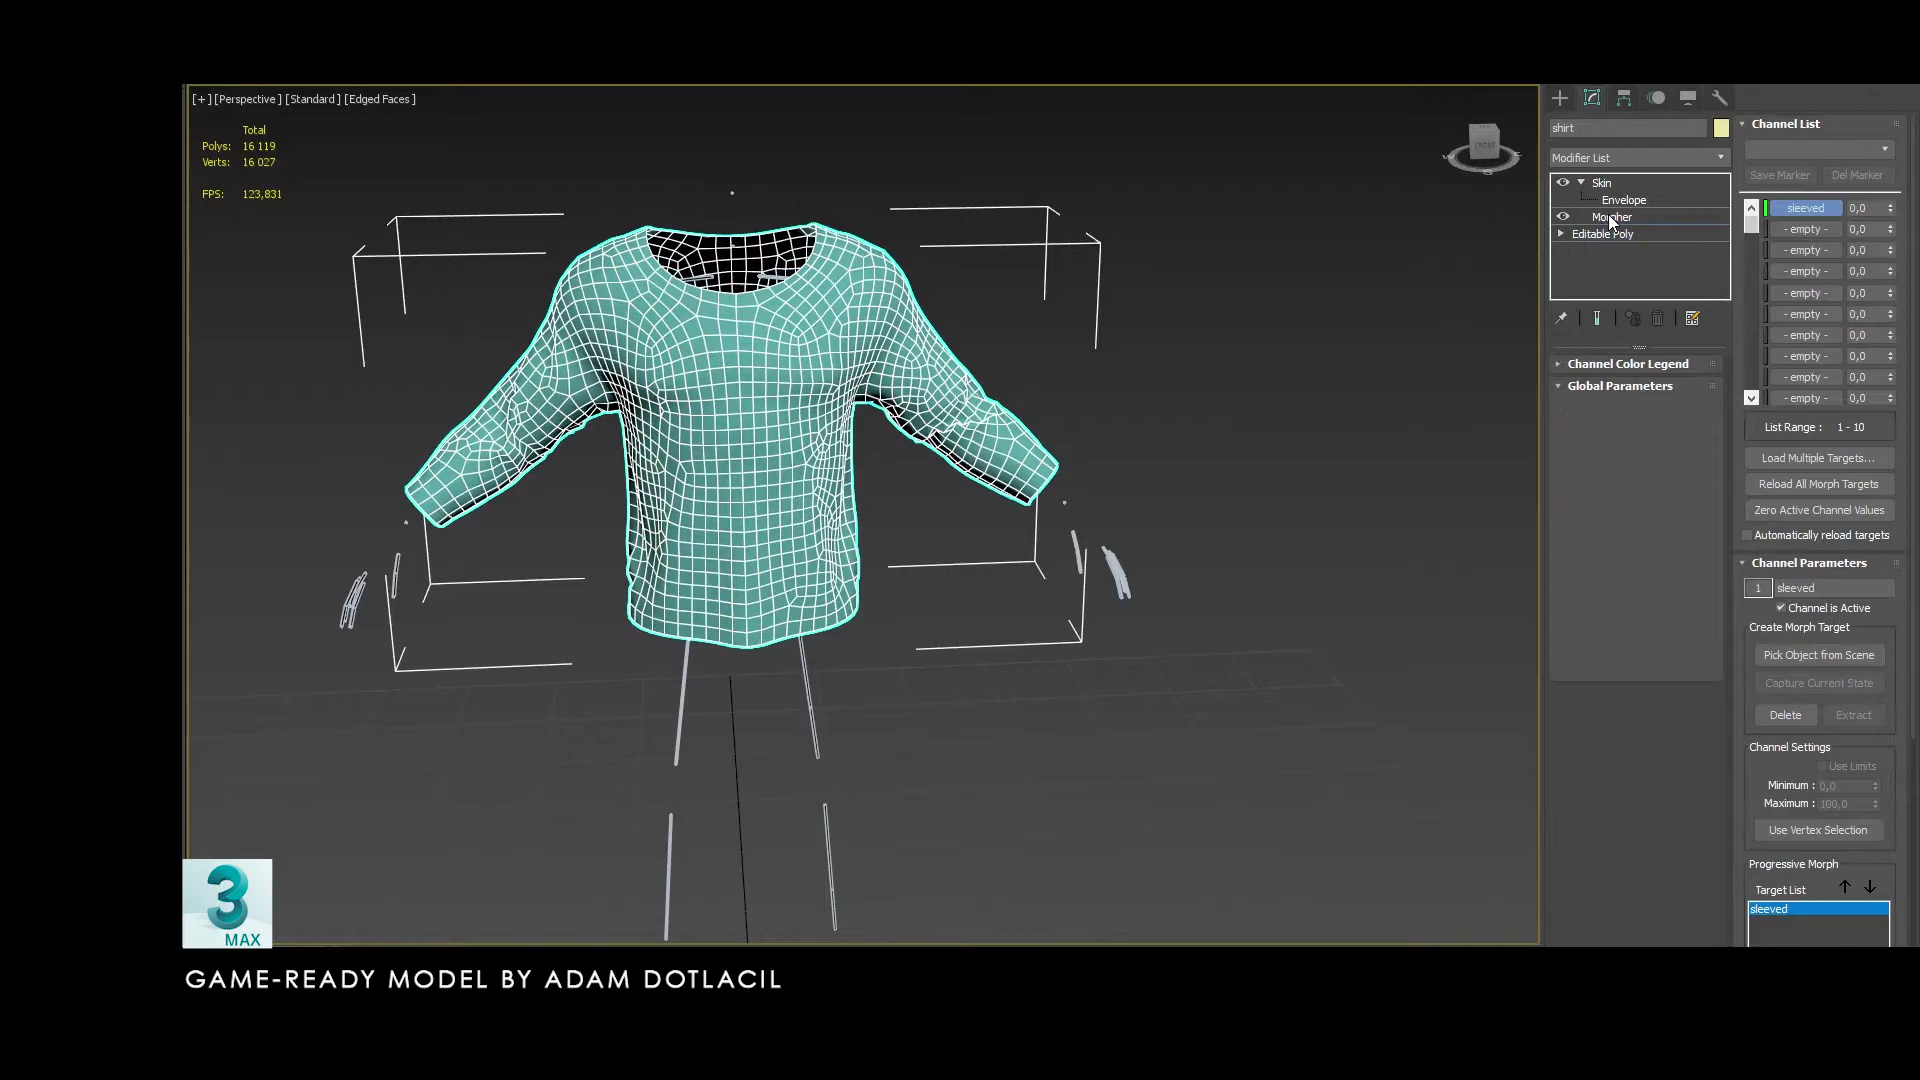 [+] [Perspective ] [Standard ] [Edged Faces ]
Total
Polys: 16 119
Verts: 16 027
FPS: 123,831
FRONT
W
E
S
shirt
Modifier List
Skin
Envelope
Morpher
Editable Poly
Channel Color Legend
Global Parameters
Channel List
Save Marker Del Marker
sleeved 0,0
- empty - 0,0
- empty - 0,0
- empty - 0,0
- empty - 0,0
- empty - 0,0
- empty - 0,0
- empty - 0,0
- empty - 0,0
- empty - 0,0
List Range : 1 - 10
Load Multiple Targets...
Reload All Morph Targets
Zero Active Channel Values
Automatically reload targets
Channel Parameters
1 sleeved
Channel is Active
Create Morph Target
Pick Object from Scene
Capture Current State
Delete Extract
Channel Settings
Use Limits
Minimum : 0,0
Maximum : 100,0
Use Vertex Selection
Progressive Morph
Target List
sleeved
3
MAX
GAME-READY MODEL BY ADAM DOTLACIL